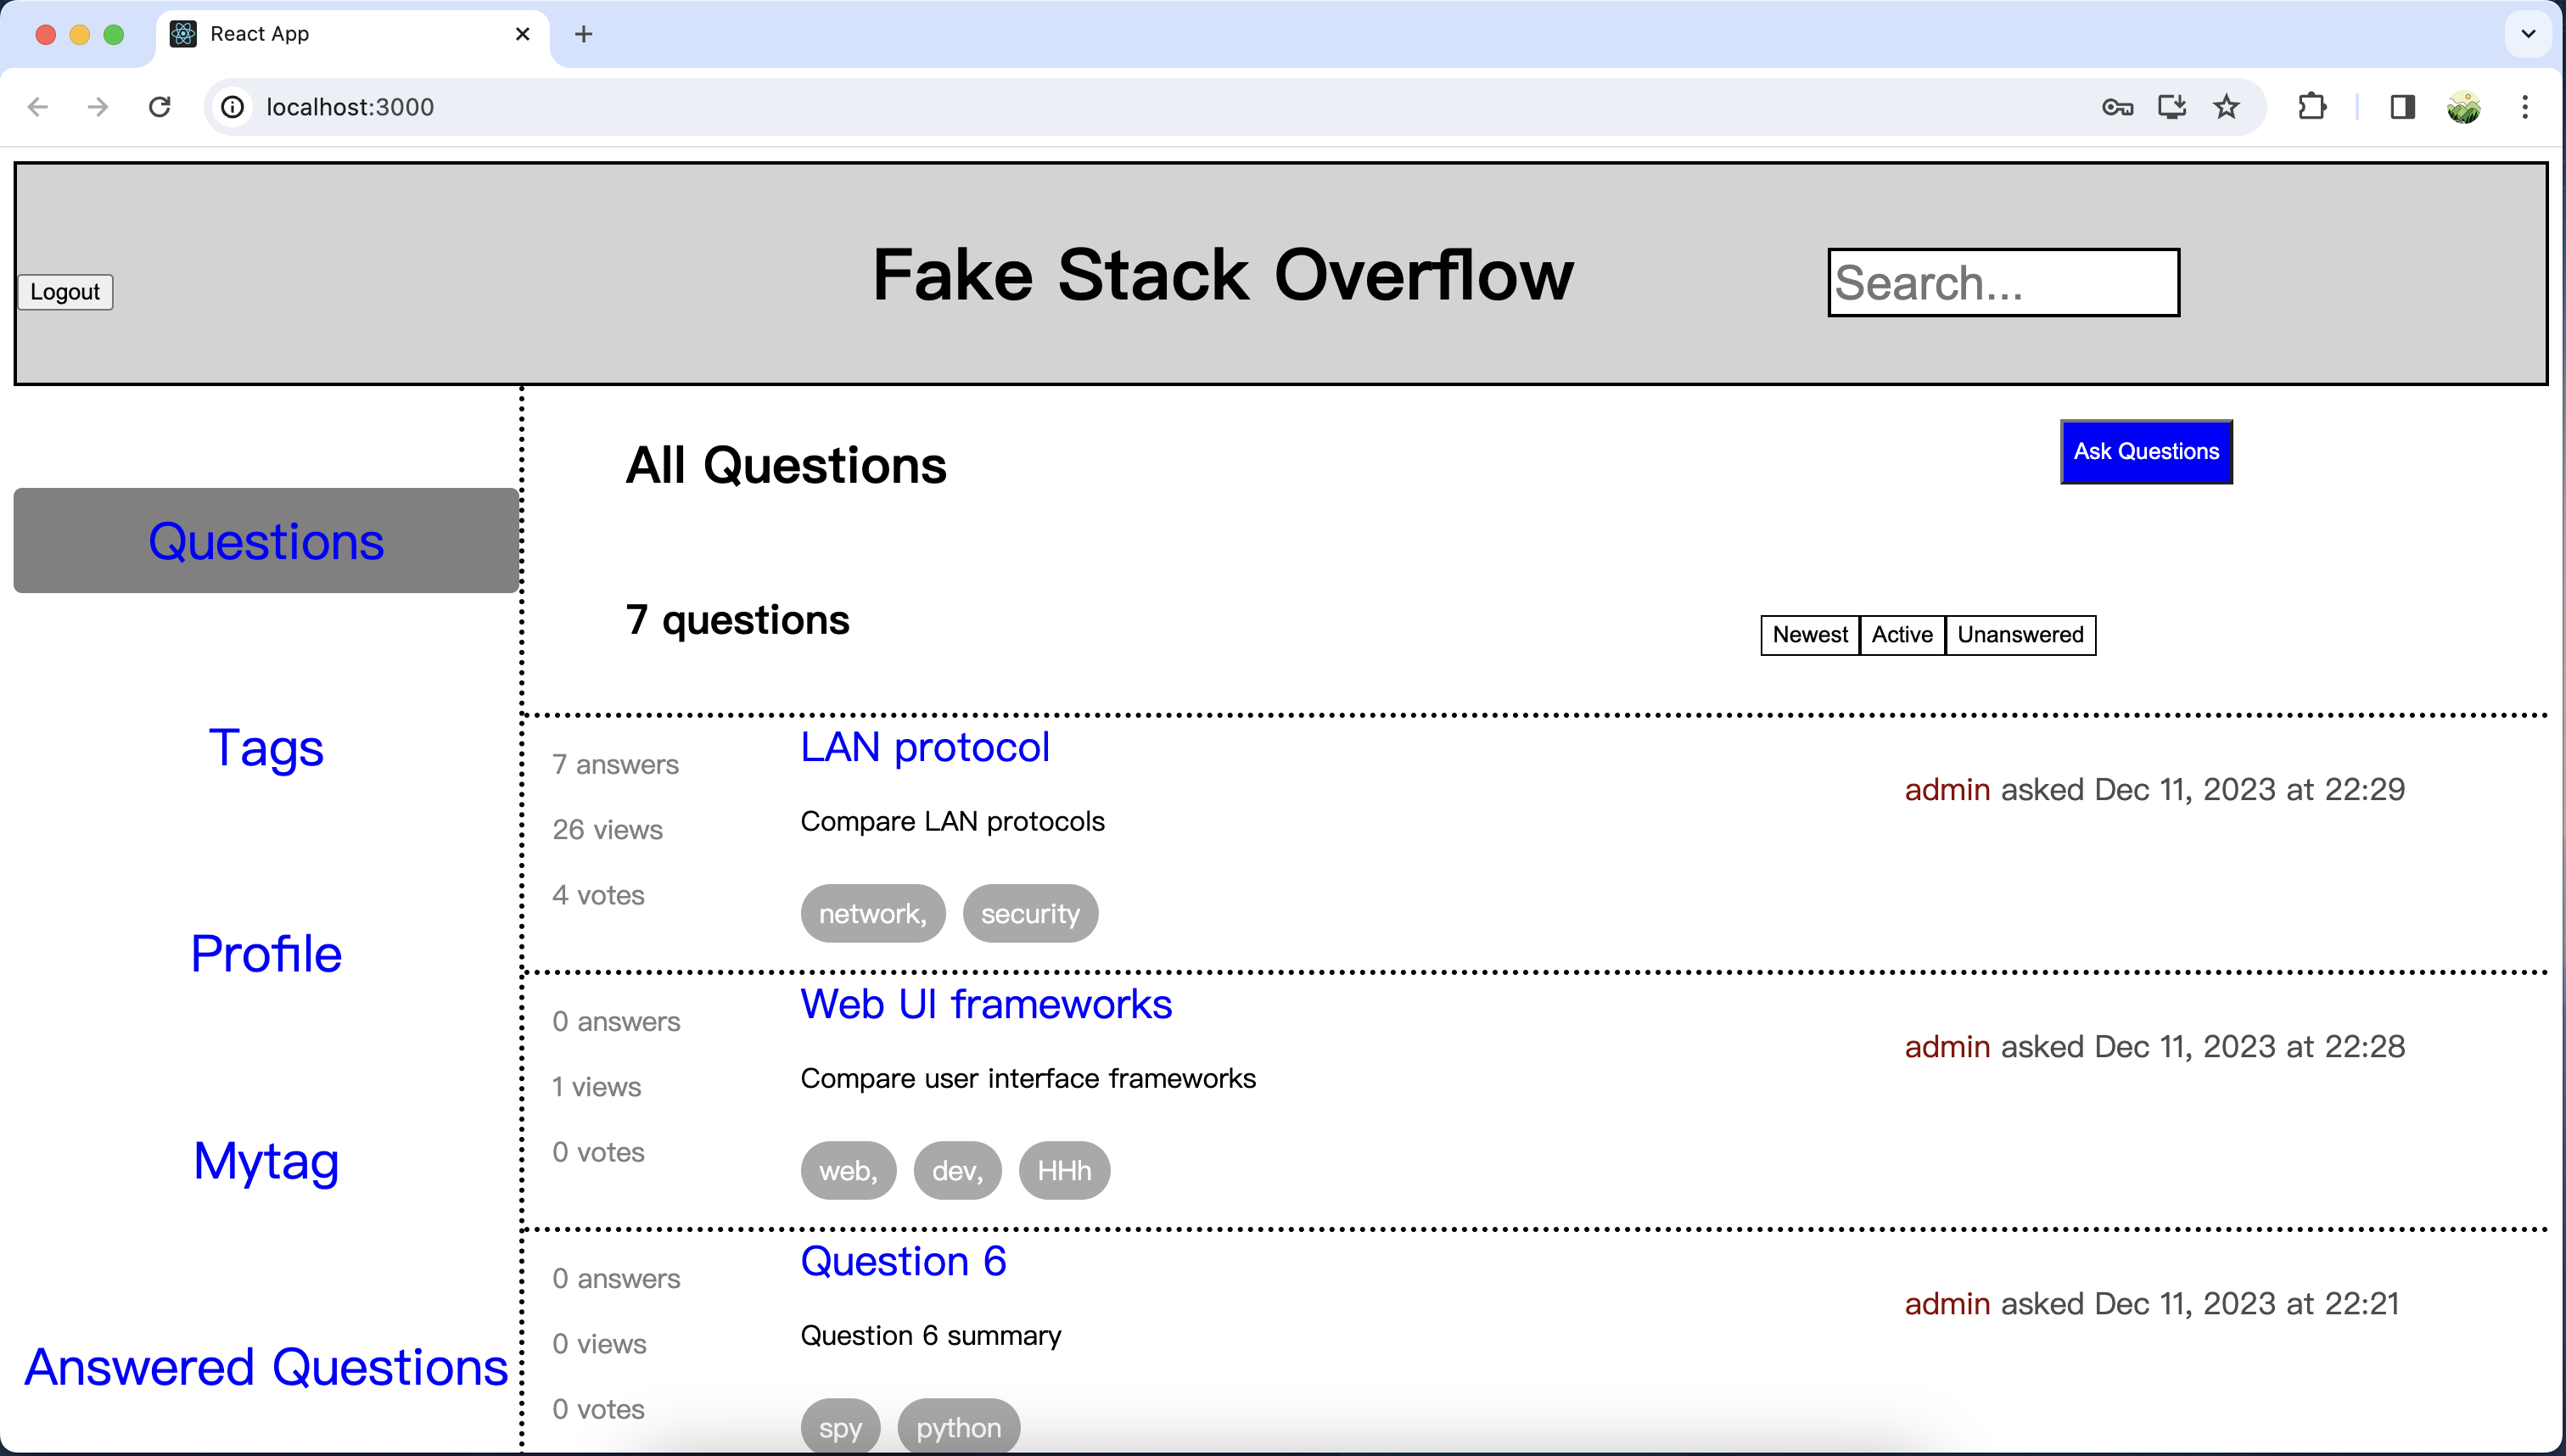 React App
localhost:3000
Logout
Fake Stack Overflow
Search...
Questions
Tags
Profile
Mytag
Answered Questions
All Questions
Ask Questions
7 questions
Newest Active Unanswered
7 answers
26 views
4 votes
LAN protocol
Compare LAN protocols
network, security
admin asked Dec 11, 2023 at 22:29
0 answers
1 views
0 votes
Web UI frameworks
Compare user interface frameworks
web, dev, HHh
admin asked Dec 11, 2023 at 22:28
0 answers
0 views
0 votes
Question 6
Question 6 summary
spy python
admin asked Dec 11, 2023 at 22:21